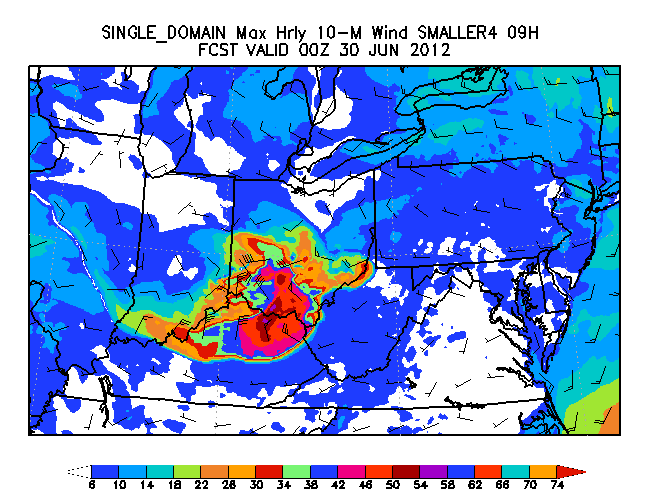 SINGLE_DOMAIN Max Hrly 10-M Wind SMALLER4 09H
FCST VALID 00Z 30 JUN 2012
6 10 14 18 22 26 30 34 38 42 46 50 54 58 62 66 70 74